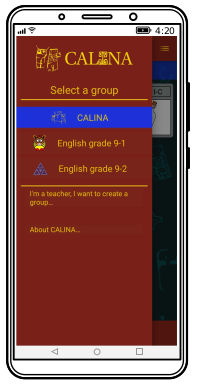 4:20
CALINA
Select a group
I-C
CALINA
English grade 9-1
English grade 9-2
I'm a teacher, I want to create a
group...
About CALINA...